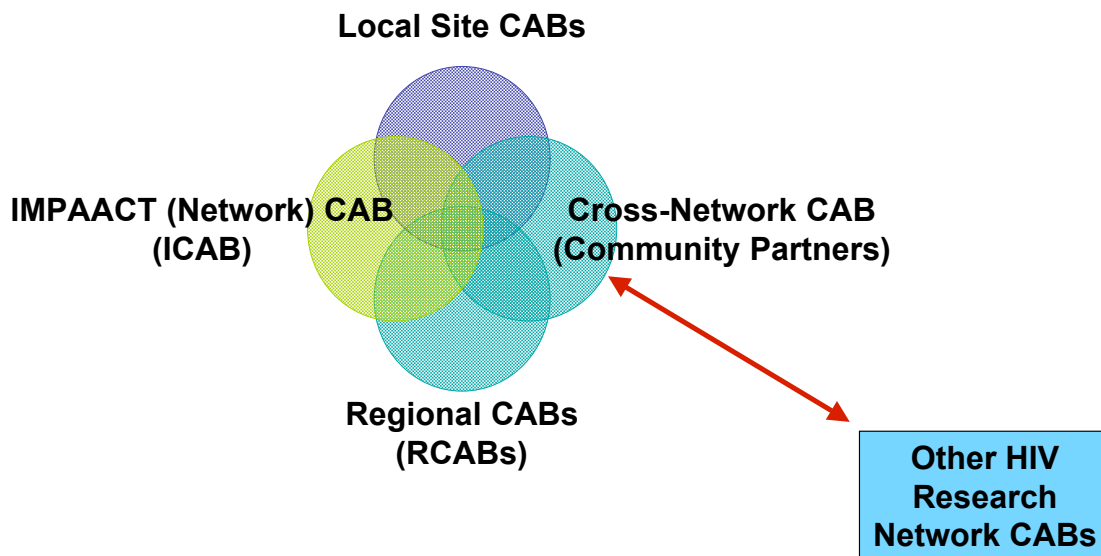 Local Site CABs
IMPAACT (Network) CAB
(ICAB)
Cross-Network CAB
(Community Partners)
Regional CABs
(RCABs)
Other HIV
Research
Network CABs